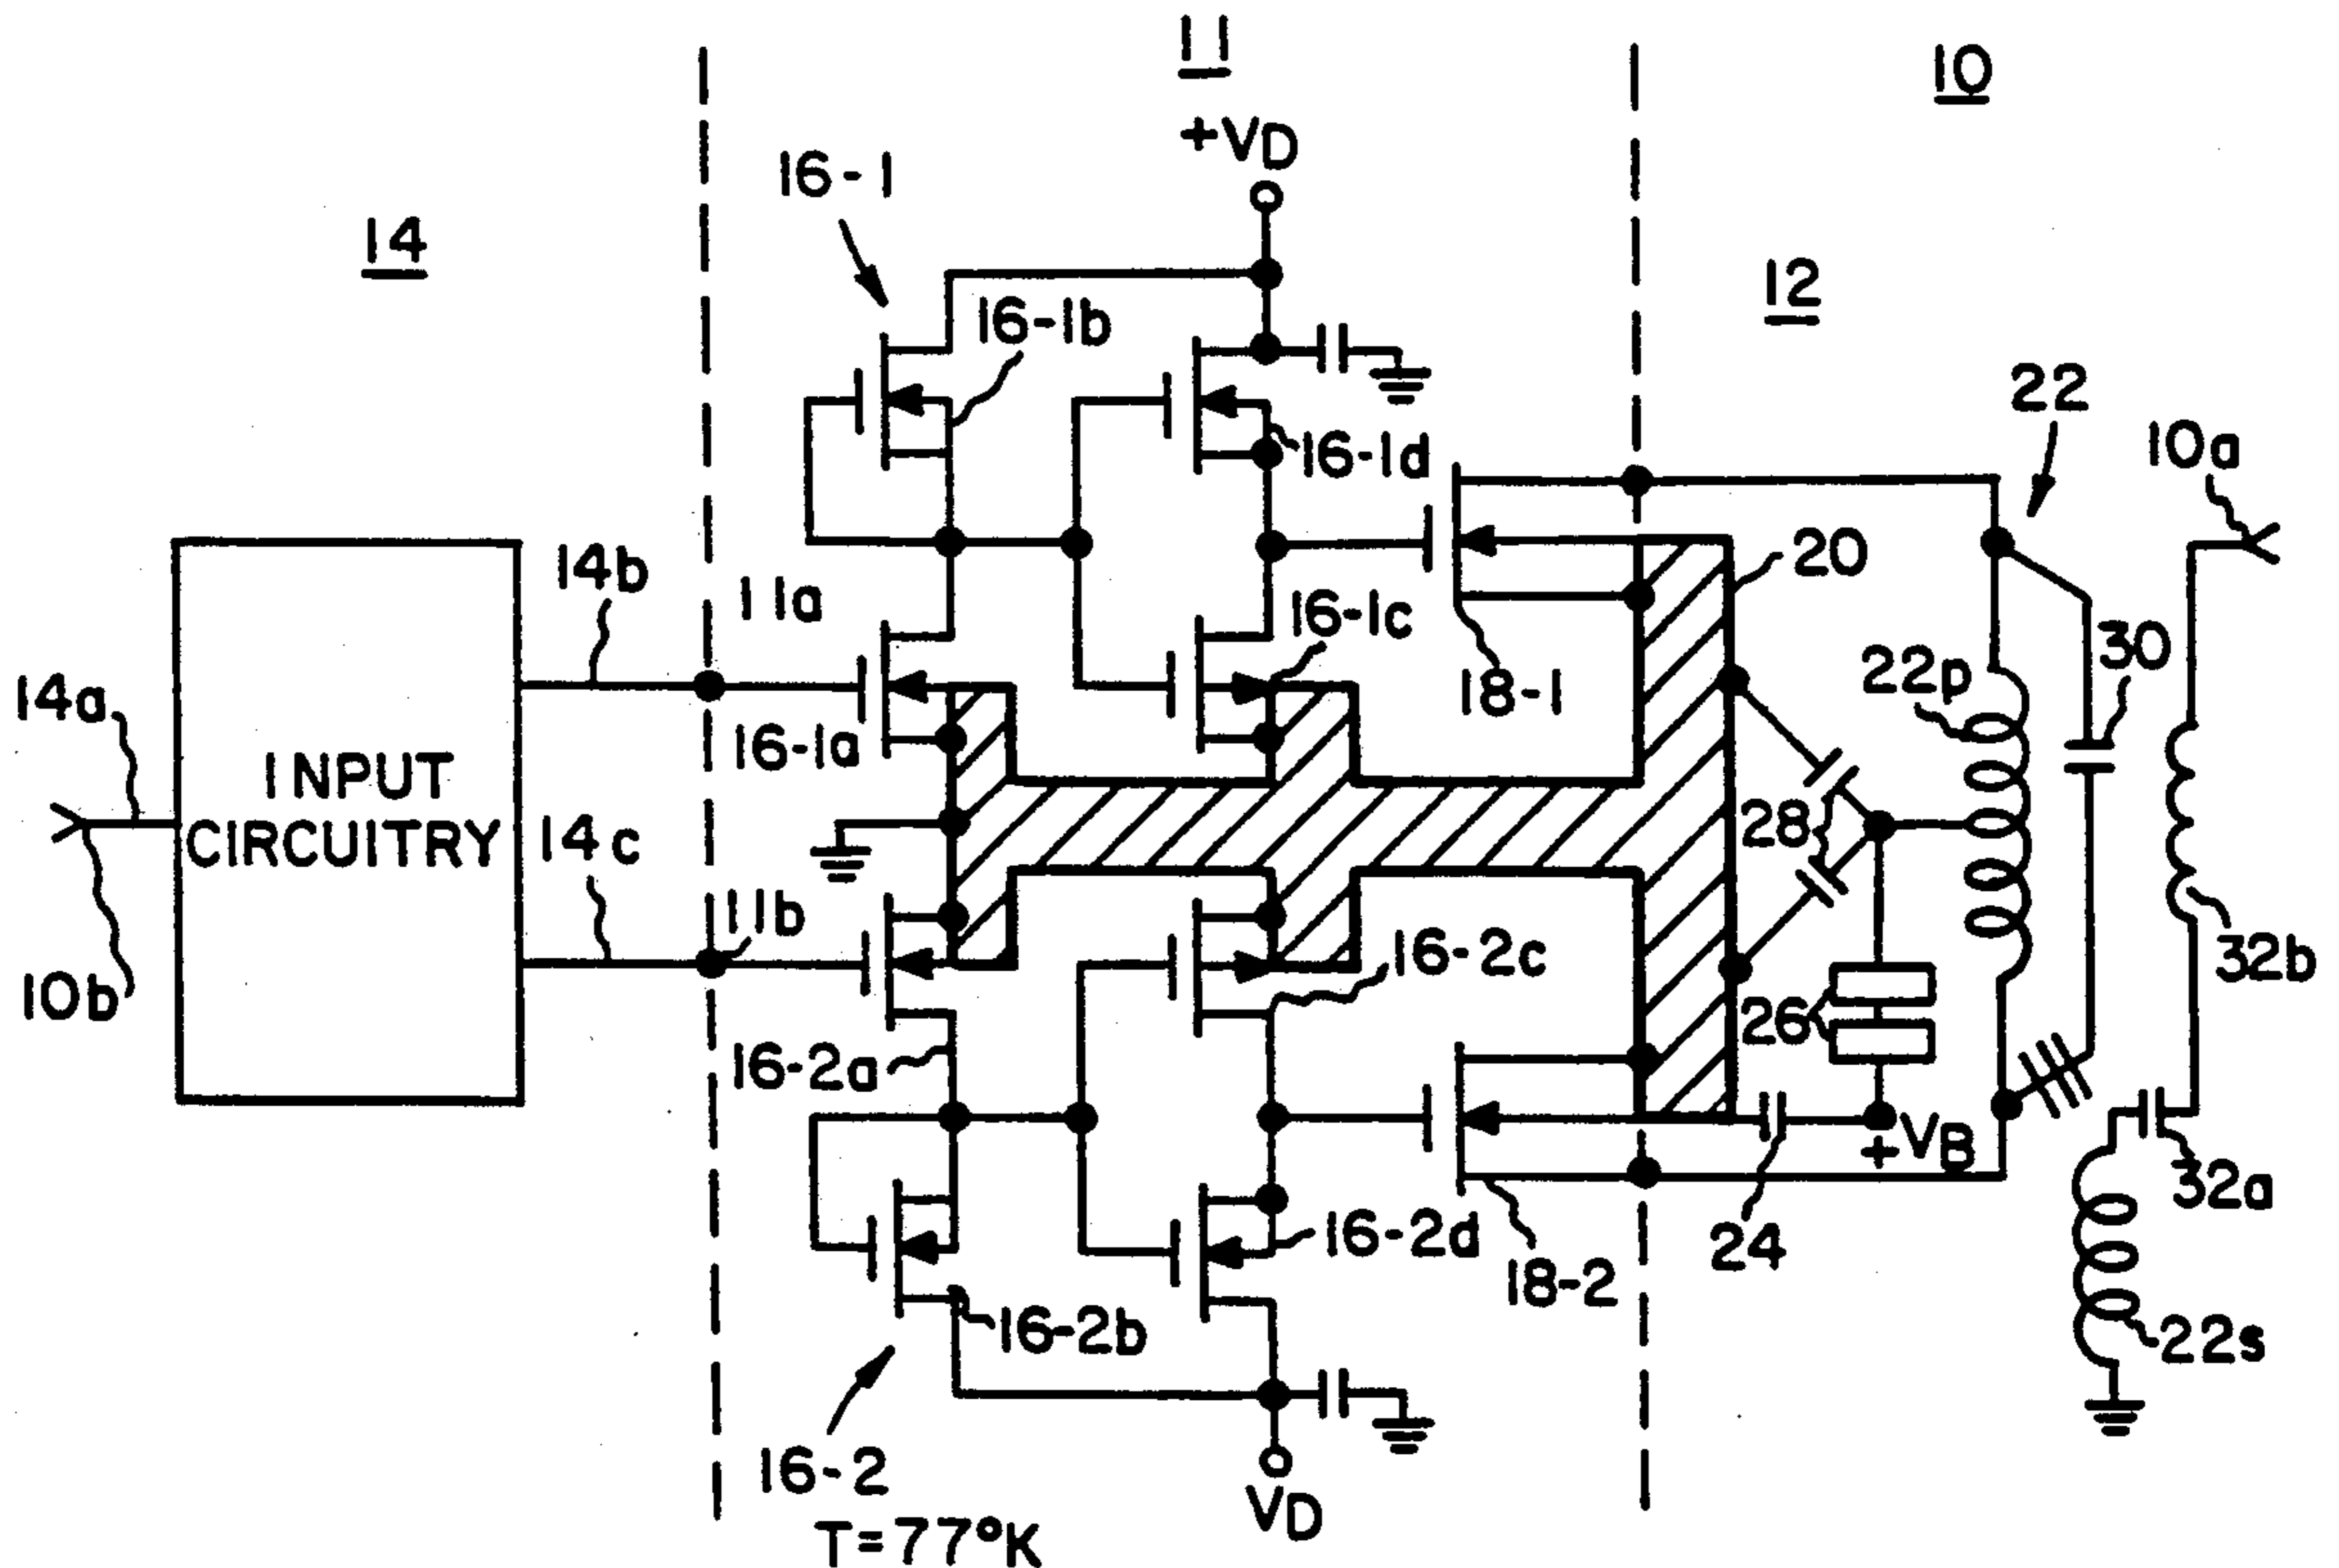 11
10
+VD
16-1
14
16-1b
12
22
10a
16-1d
14b
11a
20
16-1c
30
14a
18-1
22p
16-1a
INPUT
CIRCUITRY
28
14c
11b
10b
16-2c
32b
26
16-2a
+VB
32a
24
16-2d
18-2
16-2b
22s
16-2
VD
T=77°K